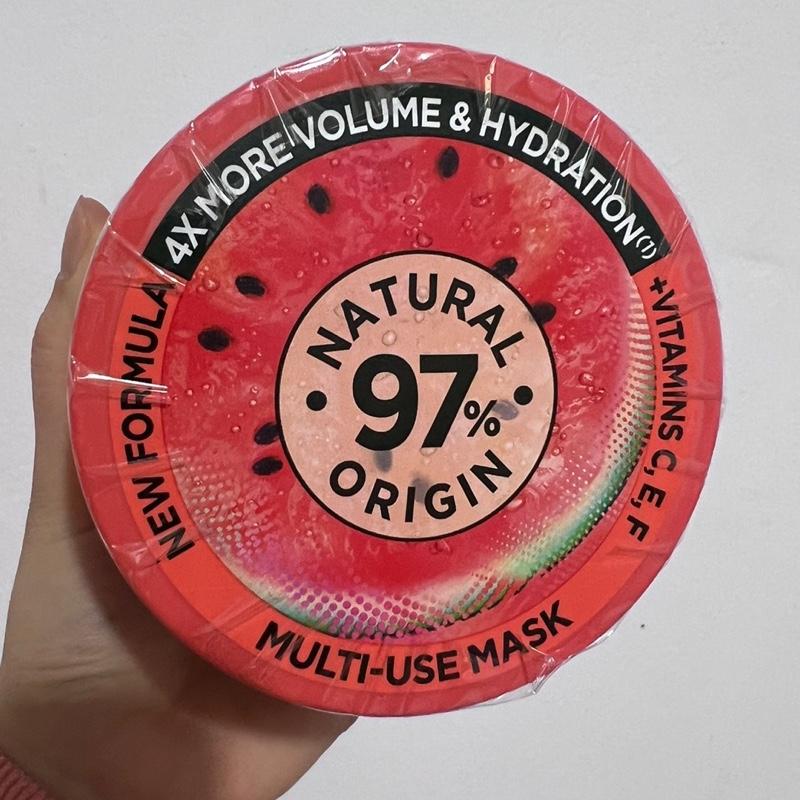 4X MORE VOLUME & HYDRATION(1)
NEW FORMULA
+VITAMINS C, E, F
NATURAL
97%
ORIGIN
MULTI-USE MASK